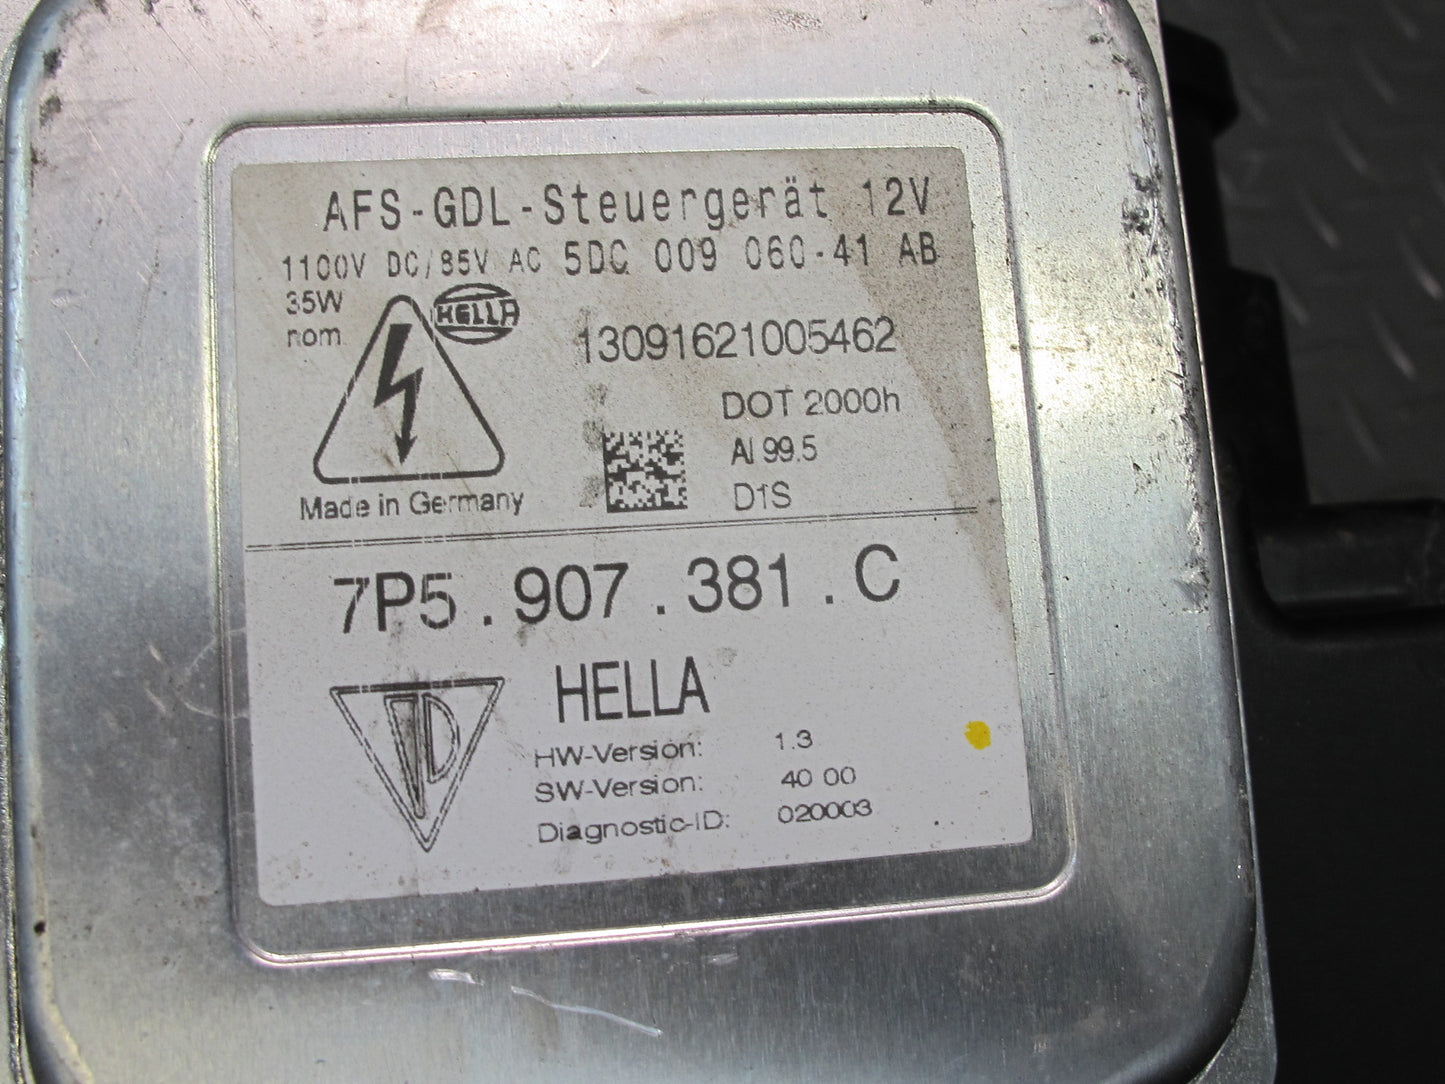 AFS-GDL-Steuergerät 12V
1100V DC/85V AC 5DC 009 060-41 AB
35W
nom.
HELLA
13091621005462
DOT 2000h
Al 99.5
D1S
Made in Germany
7P5.907.381.C
TD
HELLA
HW-Version: 1.3
SW-Version: 40 00
Diagnostic-ID: 020003